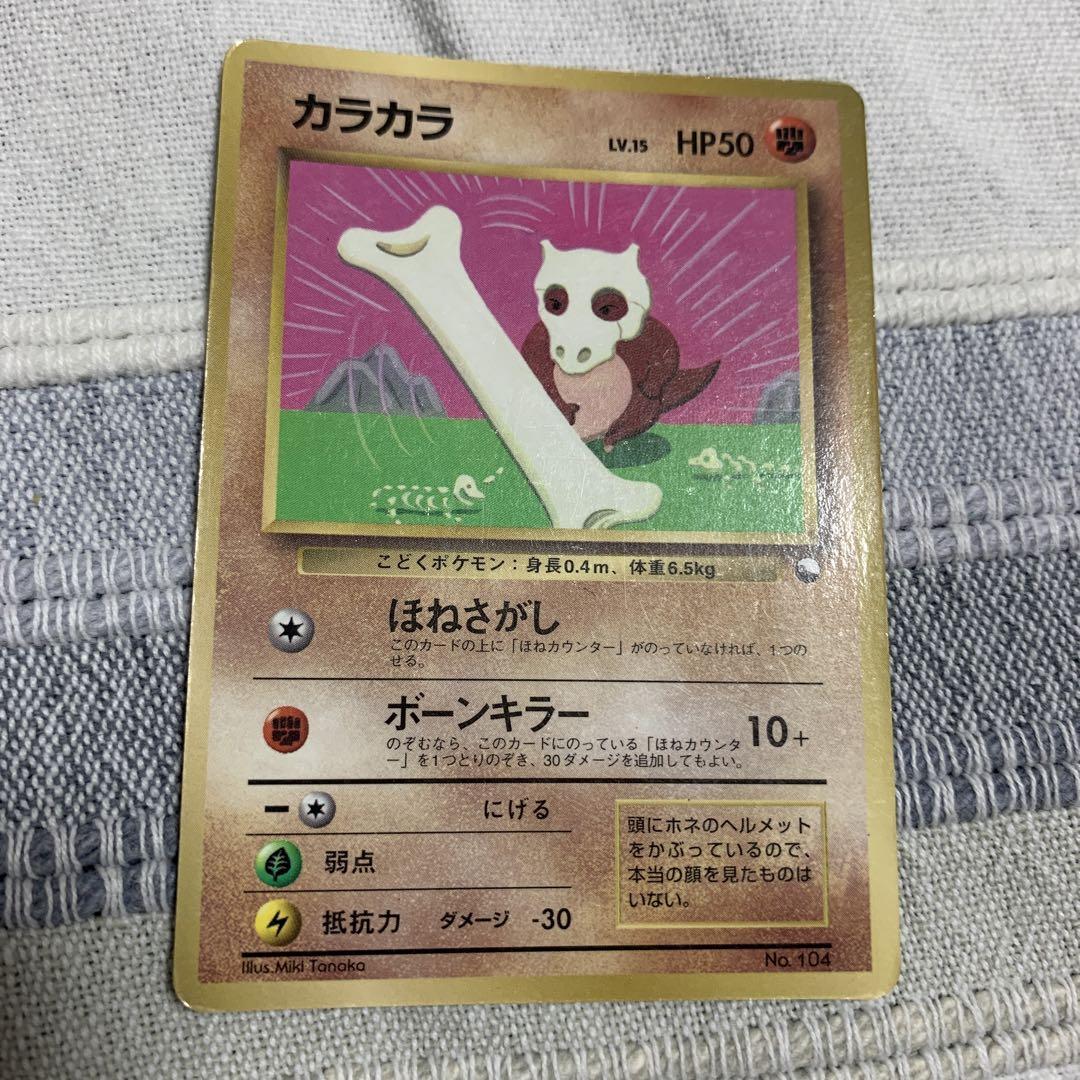 カラカラ
LV.15 HP50
こどくポケモン：身長0.4m、体重6.5kg
ほねさがし
このカードの上に「ほねカウンター」がのっていなければ、1つの
せる。
ボーンキラー
10+
のぞむなら、このカードにのっている「ほねカウンタ
ー」を1つとりのぞき、30ダメージを追加してもよい。
にげる
弱点
抵抗力 ダメージ -30
頭にホネのヘルメット
をかぶっているので、
本当の顔を見たものは
いない。
Illus.Miki Tanaka
No. 104